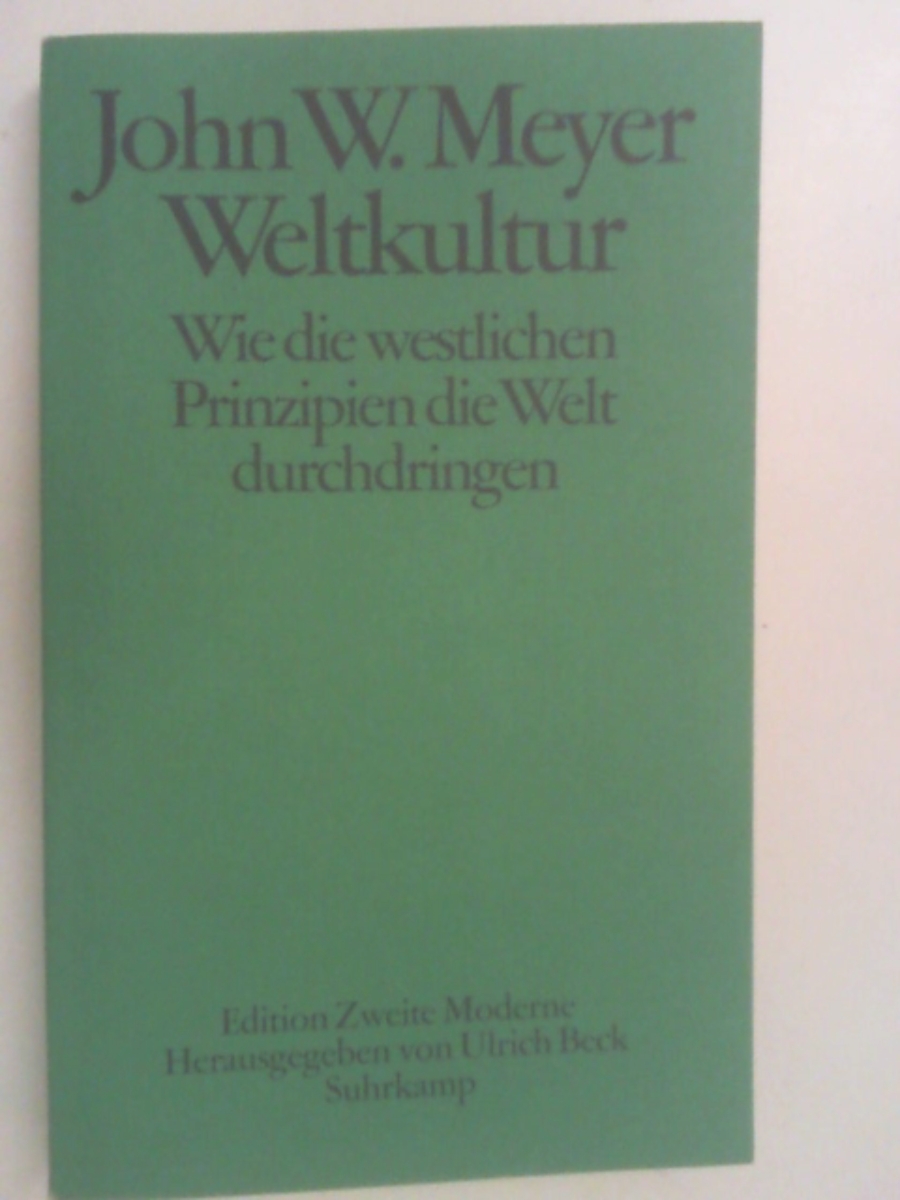 John W. Meyer
Weltkultur
Wie die westlichen
Prinzipien die Welt
durchdringen
Edition Zweite Moderne
Herausgegeben von Ulrich Beck
Suhrkamp